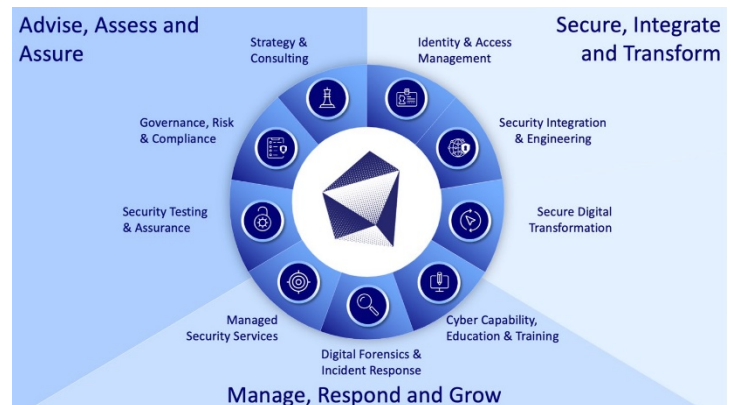 Advise, Assess and
Assure
Secure, Integrate
and Transform
Strategy &
Consulting
Identity & Access
Management
Governance, Risk
& Compliance
Security Integration
& Engineering
Security Testing
& Assurance
Secure Digital
Transformation
Managed
Security Services
Cyber Capability,
Education & Training
Digital Forensics &
Incident Response
Manage, Respond and Grow